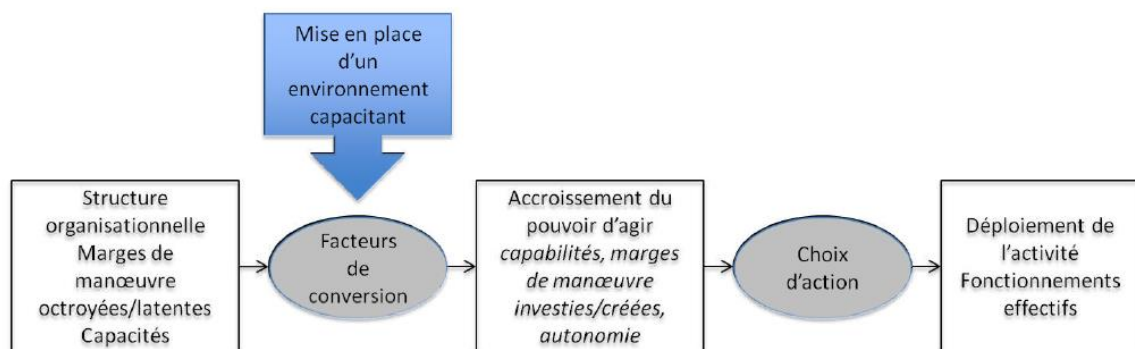 Mise en place
d'un
environnement
capacitant
Structure
organisationnelle
Marges de
manœuvre
octroyées/latentes
Capacités
Facteurs
de
conversion
Accroissement du
pouvoir d'agir
capabilités, marges
de manœuvre
investies/créées,
autonomie
Choix
d'action
Déploiement de
l'activité
Fonctionnements
effectifs